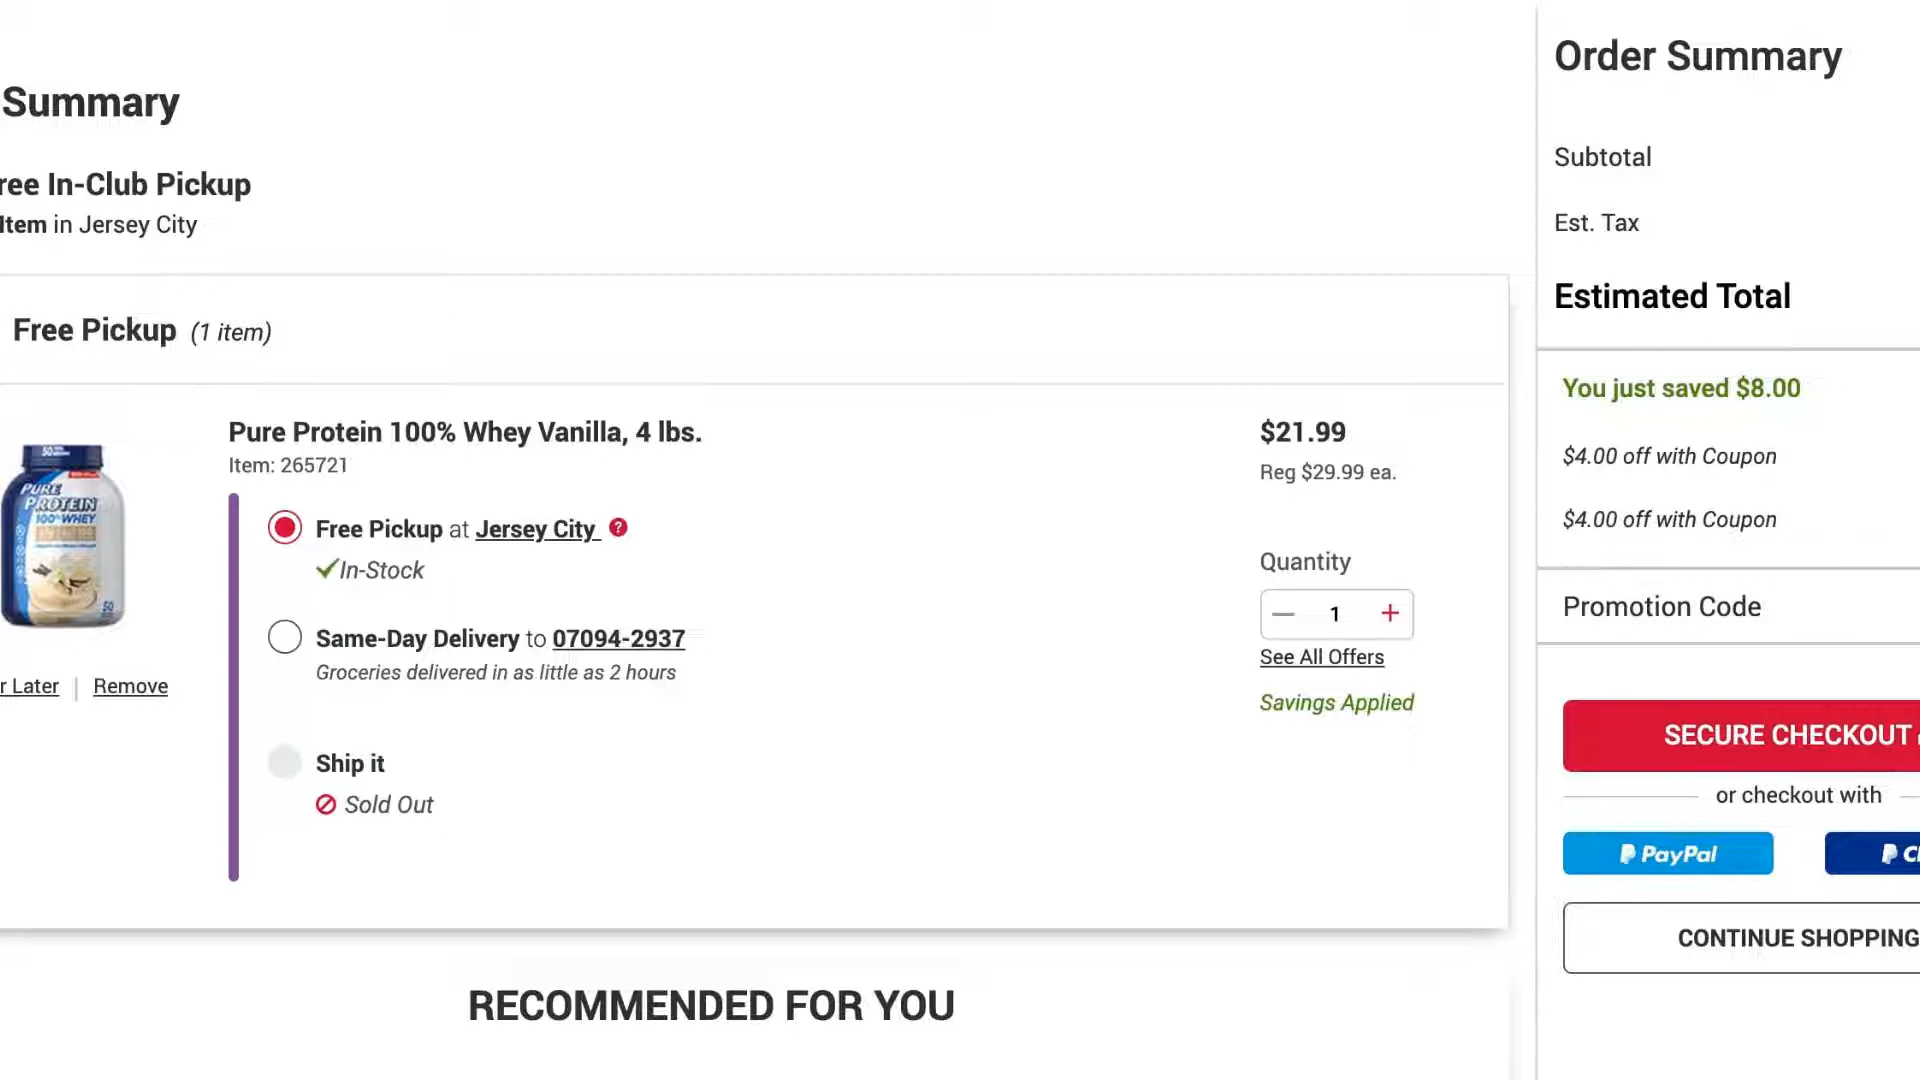 Summary
ree In-Club Pickup
Item in Jersey City
Free Pickup (1 item)
PURE
PROTEIN
100% WHEY
50
Pure Protein 100% Whey Vanilla, 4 lbs.
Item: 265721
Free Pickup at Jersey City ?
In-Stock
Same-Day Delivery to 07094-2937
Groceries delivered in as little as 2 hours
Ship it
Sold Out
r Later | Remove
$21.99
Reg $29.99 ea.
Quantity
— 1 +
See All Offers
Savings Applied
RECOMMENDED FOR YOU
Order Summary
Subtotal
Est. Tax
Estimated Total
You just saved $8.00
$4.00 off with Coupon
$4.00 off with Coupon
Promotion Code
SECURE CHECKOUT
or checkout with
PayPal
CONTINUE SHOPPING